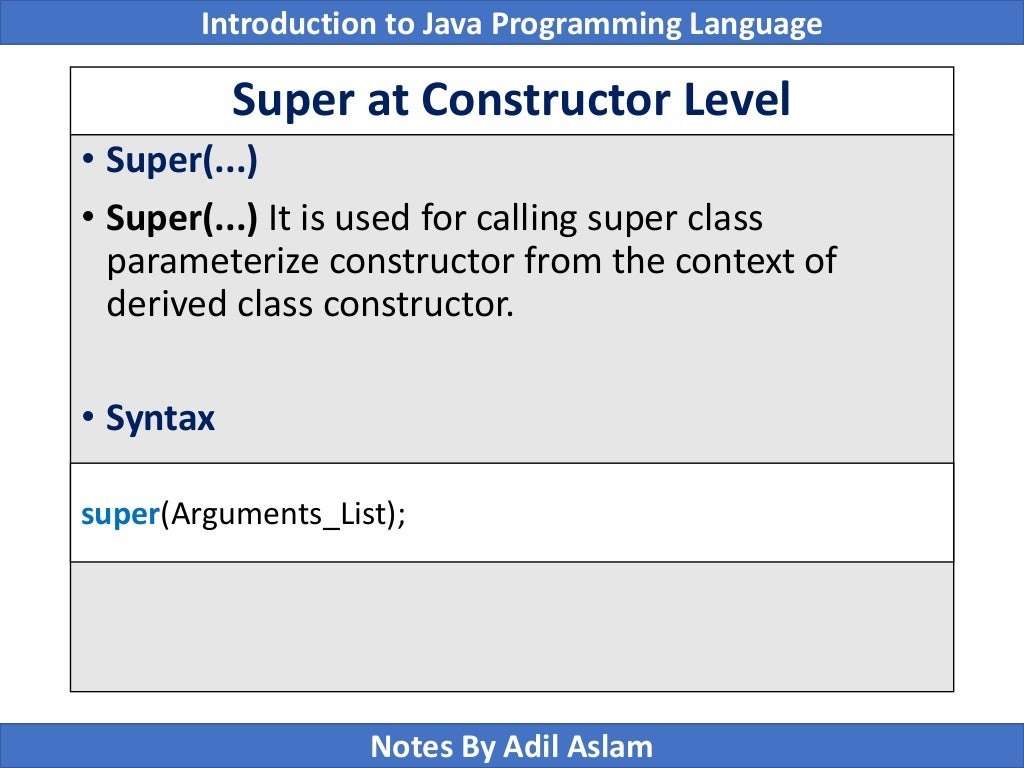 Introduction to Java Programming Language
Super at Constructor Level
• Super(...)
• Super(...) It is used for calling super class
parameterize constructor from the context of
derived class constructor.
• Syntax
super(Arguments_List);
Notes By Adil Aslam